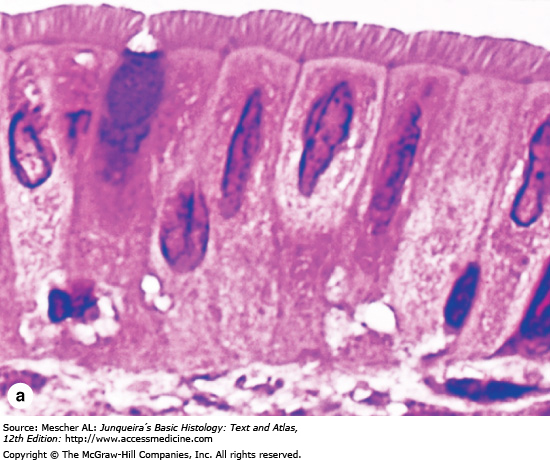 a
Source: Mescher AL: Junqueira´s Basic Histology: Text and Atlas,
12th Edition: http://www.accessmedicine.com
Copyright © The McGraw-Hill Companies, Inc. All rights reserved.